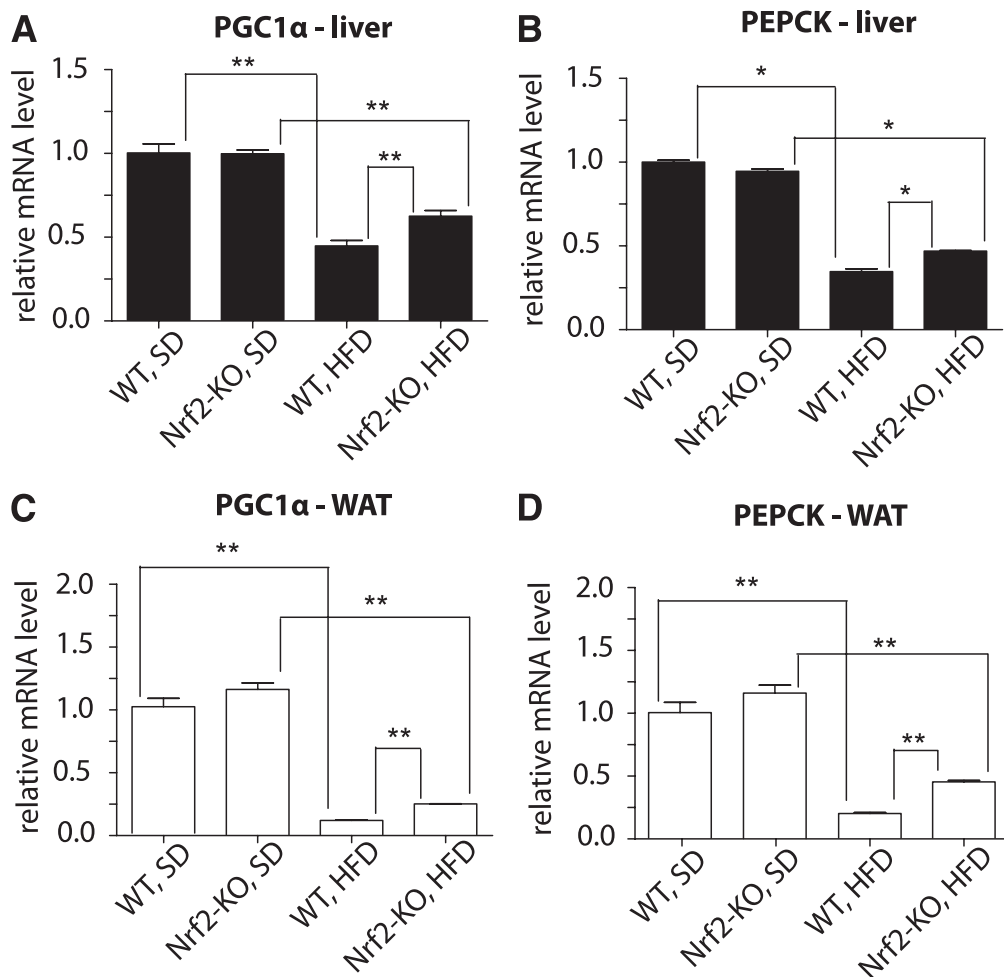 A
PGC1α - liver
relative mRNA level
1.5
1.0
0.5
0.0
**
**
**
WT, SD
Nrf2-KO, SD
WT, HFD
Nrf2-KO, HFD
B
PEPCK - liver
relative mRNA level
1.5
1.0
0.5
0.0
*
*
*
WT, SD
Nrf2-KO, SD
WT, HFD
Nrf2-KO, HFD
C
PGC1α - WAT
relative mRNA level
2.0
1.5
1.0
0.5
0.0
**
**
**
WT, SD
Nrf2-KO, SD
WT, HFD
Nrf2-KO, HFD
D
PEPCK - WAT
relative mRNA level
2.0
1.5
1.0
0.5
0.0
**
**
**
WT, SD
Nrf2-KO, SD
WT, HFD
Nrf2-KO, HFD